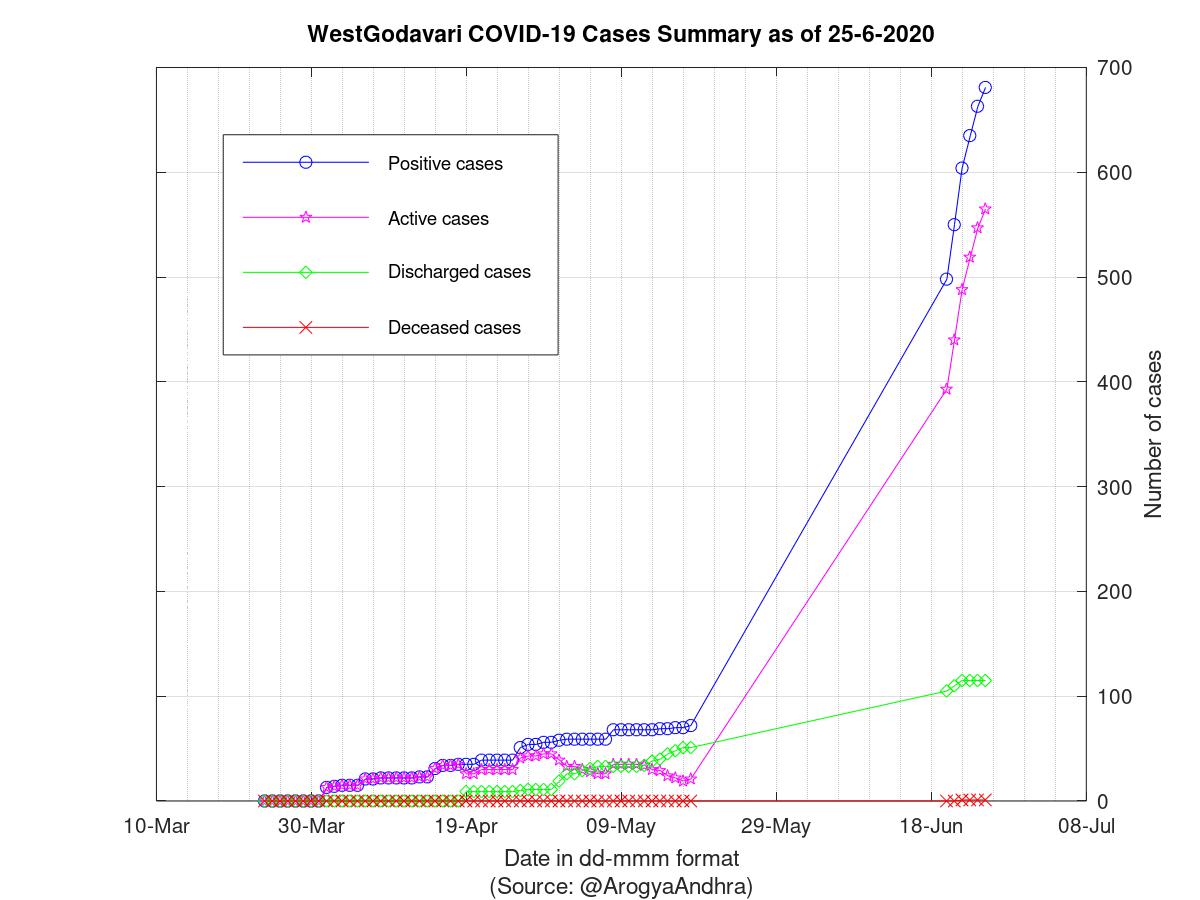 WestGodavari COVID-19 Cases Summary as of 25-6-2020
Positive cases
Active cases
Discharged cases
Deceased cases
700
600
500
400
300
200
100
0
Number of cases
10-Mar 30-Mar 19-Apr 09-May 29-May 18-Jun 08-Jul
Date in dd-mmm format
(Source: @ArogyaAndhra)